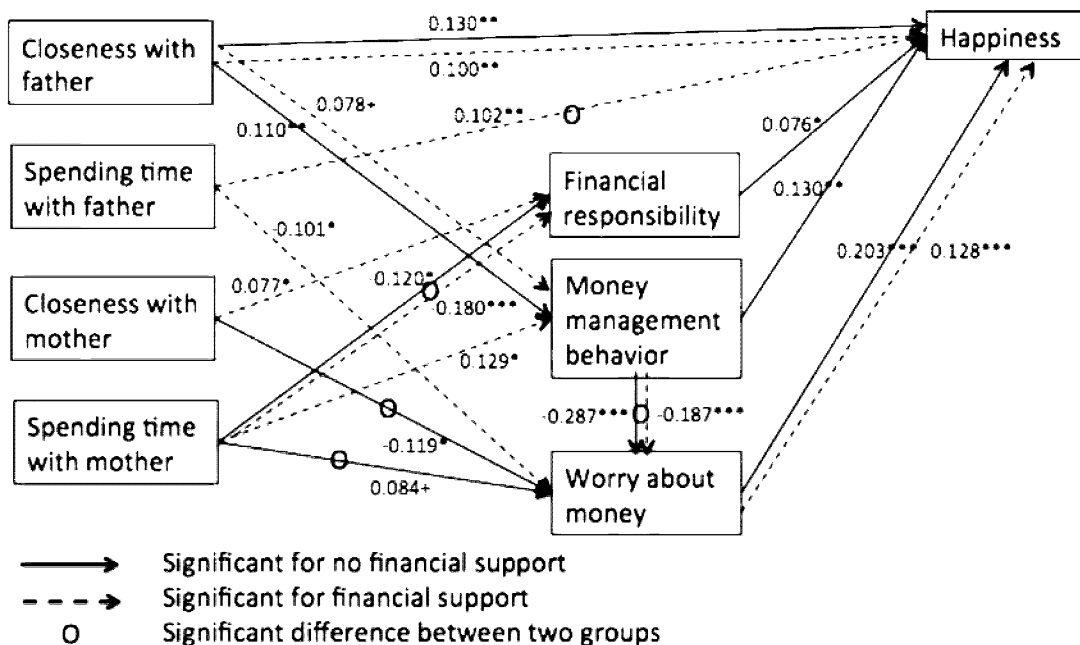 Closeness with
father
Spending time
with father
Closeness with
mother
Spending time
with mother
0.130**
0.100**
0.078+
0.110**
0.102**
O
-0.101*
0.077*
-0.120*
O
-0.180***
0.129*
O
-0.119*
O
0.084+
Financial
responsibility
Money
management
behavior
-0.287*** O -0.187***
Worry about
money
0.076*
0.130**
0.203*** 0.128***
Happiness
Significant for no financial support
Significant for financial support
O Significant difference between two groups